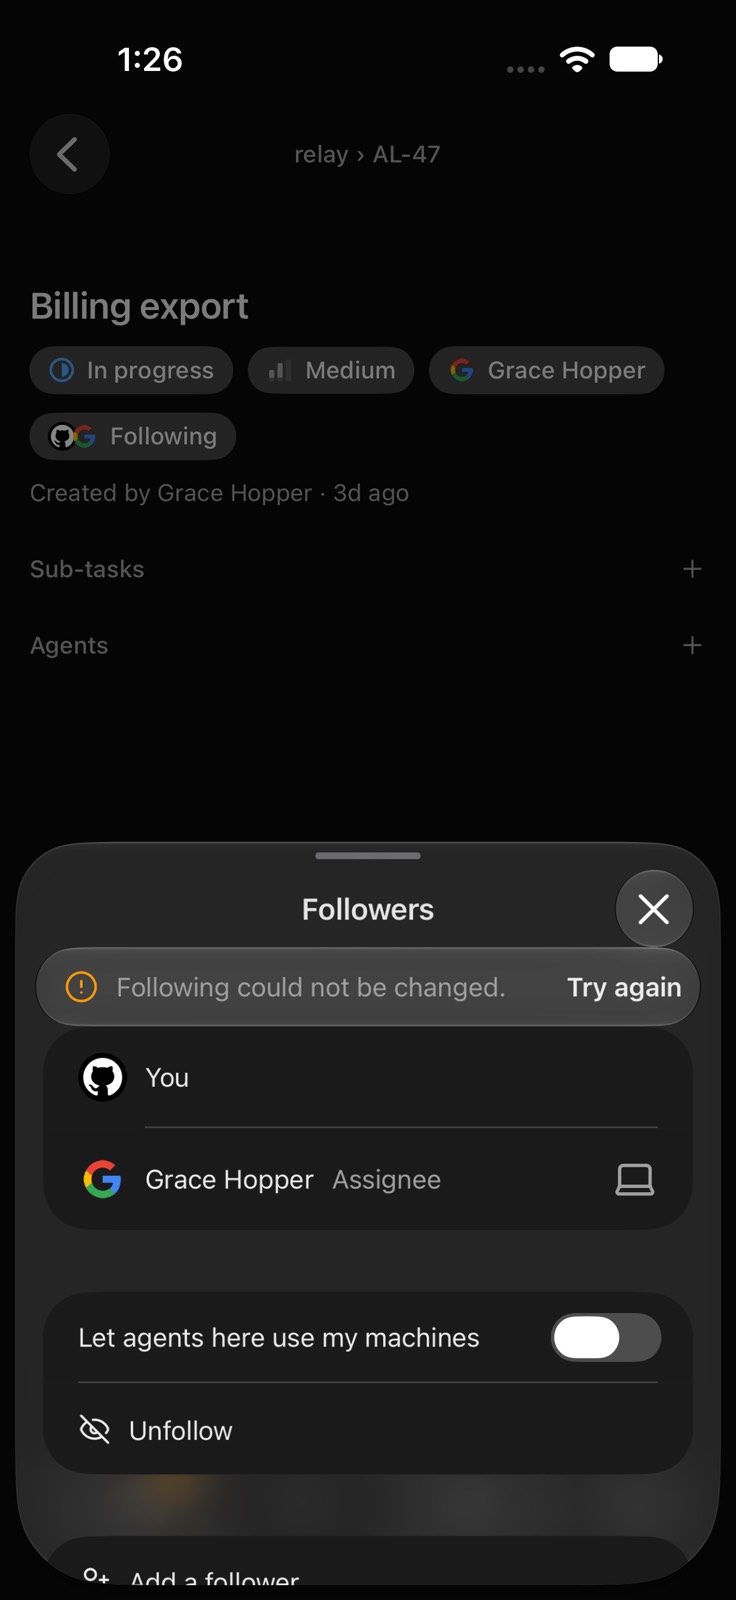 1:26
relay › AL-47
Billing export
In progress
Medium
Grace Hopper
Following
Created by Grace Hopper · 3d ago
Sub-tasks
Agents
Followers
Following could not be changed.
Try again
You
Grace Hopper Assignee
Let agents here use my machines
Unfollow
Add a follower